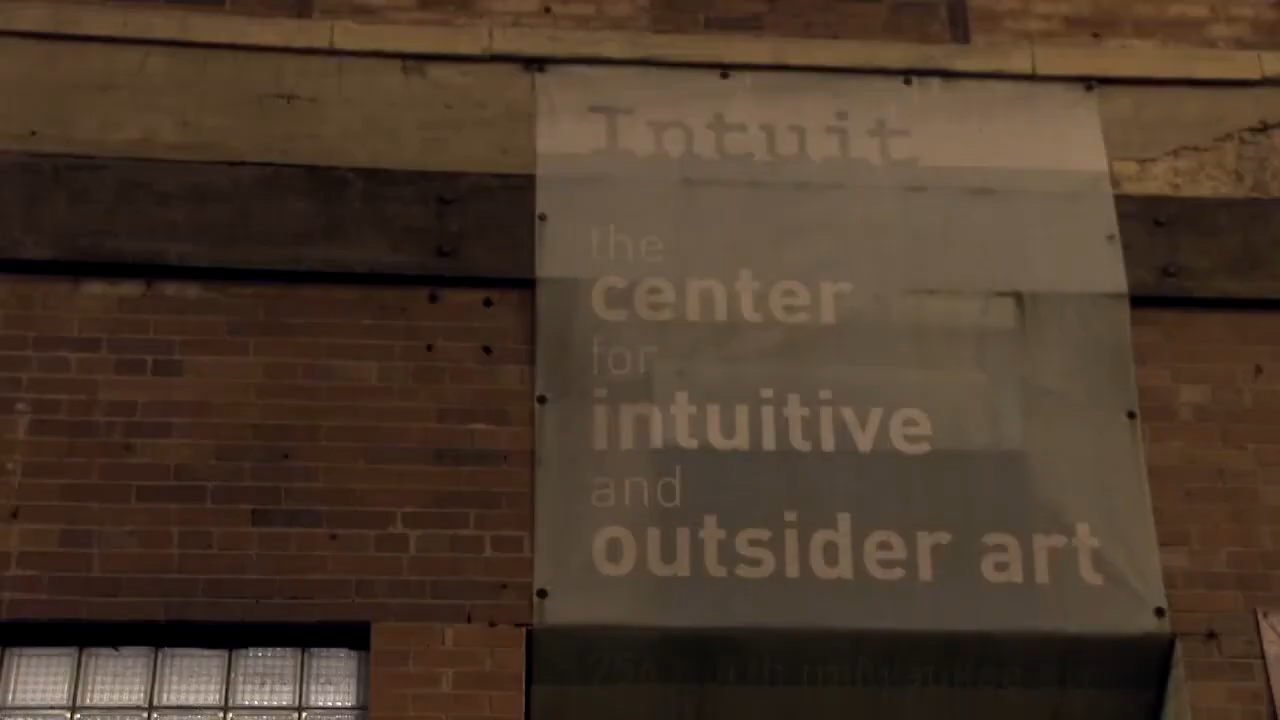 Intuit
the
center
for
intuitive
and
outsider art